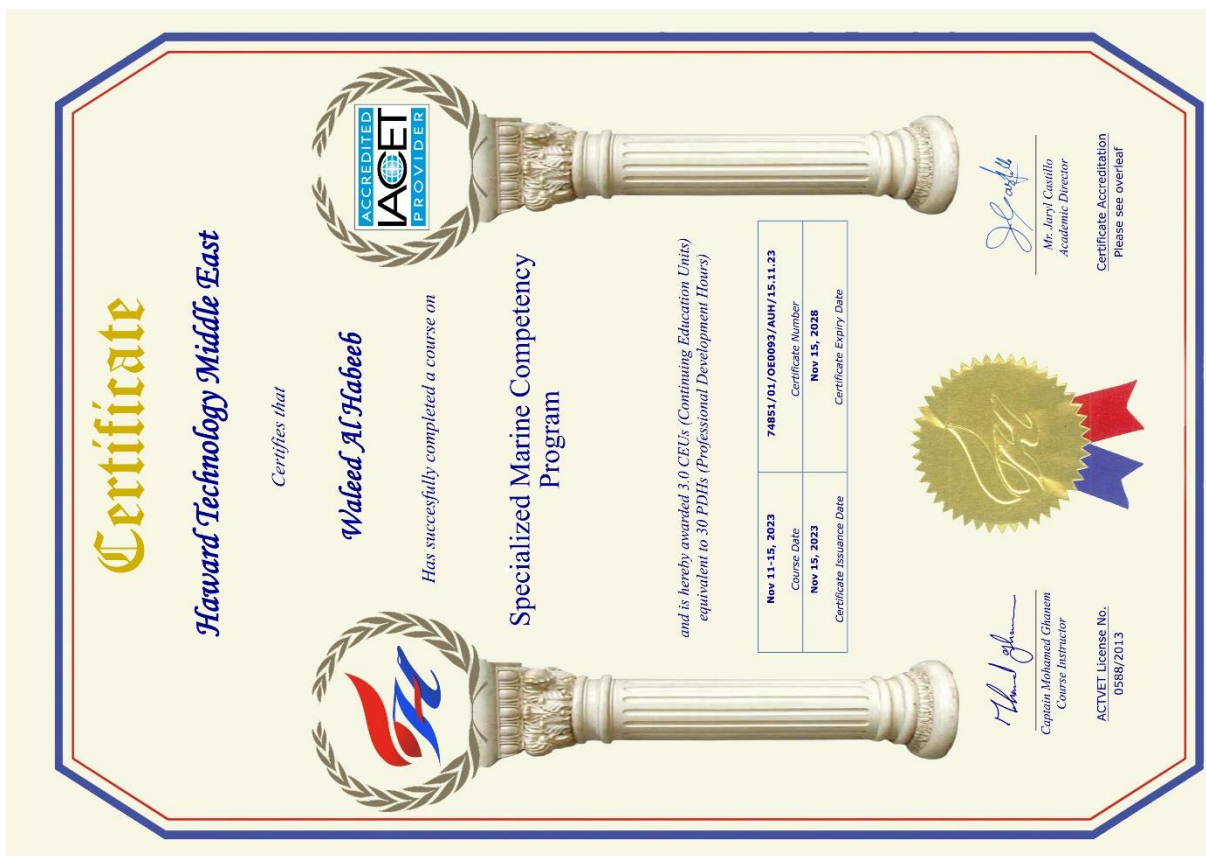 Certificate
Haward Technology Middle East
Certifies that
Waleed Al Habeeb
ACCREDITED
IACET
PROVIDER
Has succesfully completed a course on
Specialized Marine Competency
Program
and is hereby awarded 3.0 CEUs (Continuing Education Units)
equivalent to 30 PDHs (Professional Development Hours)
Nov 11-15, 2023
74851/01/OE0093/AUH/15.11.23
Course Date
Certificate Number
Nov 15, 2023
Nov 15, 2028
Certificate Issuance Date
Certificate Expiry Date
Captain Mohamed Ghanem
Course Instructor
Mr. Jaryl Castillo
Academic Director
ACTVET License No.
0588/2013
Certificate Accreditation
Please see overleaf